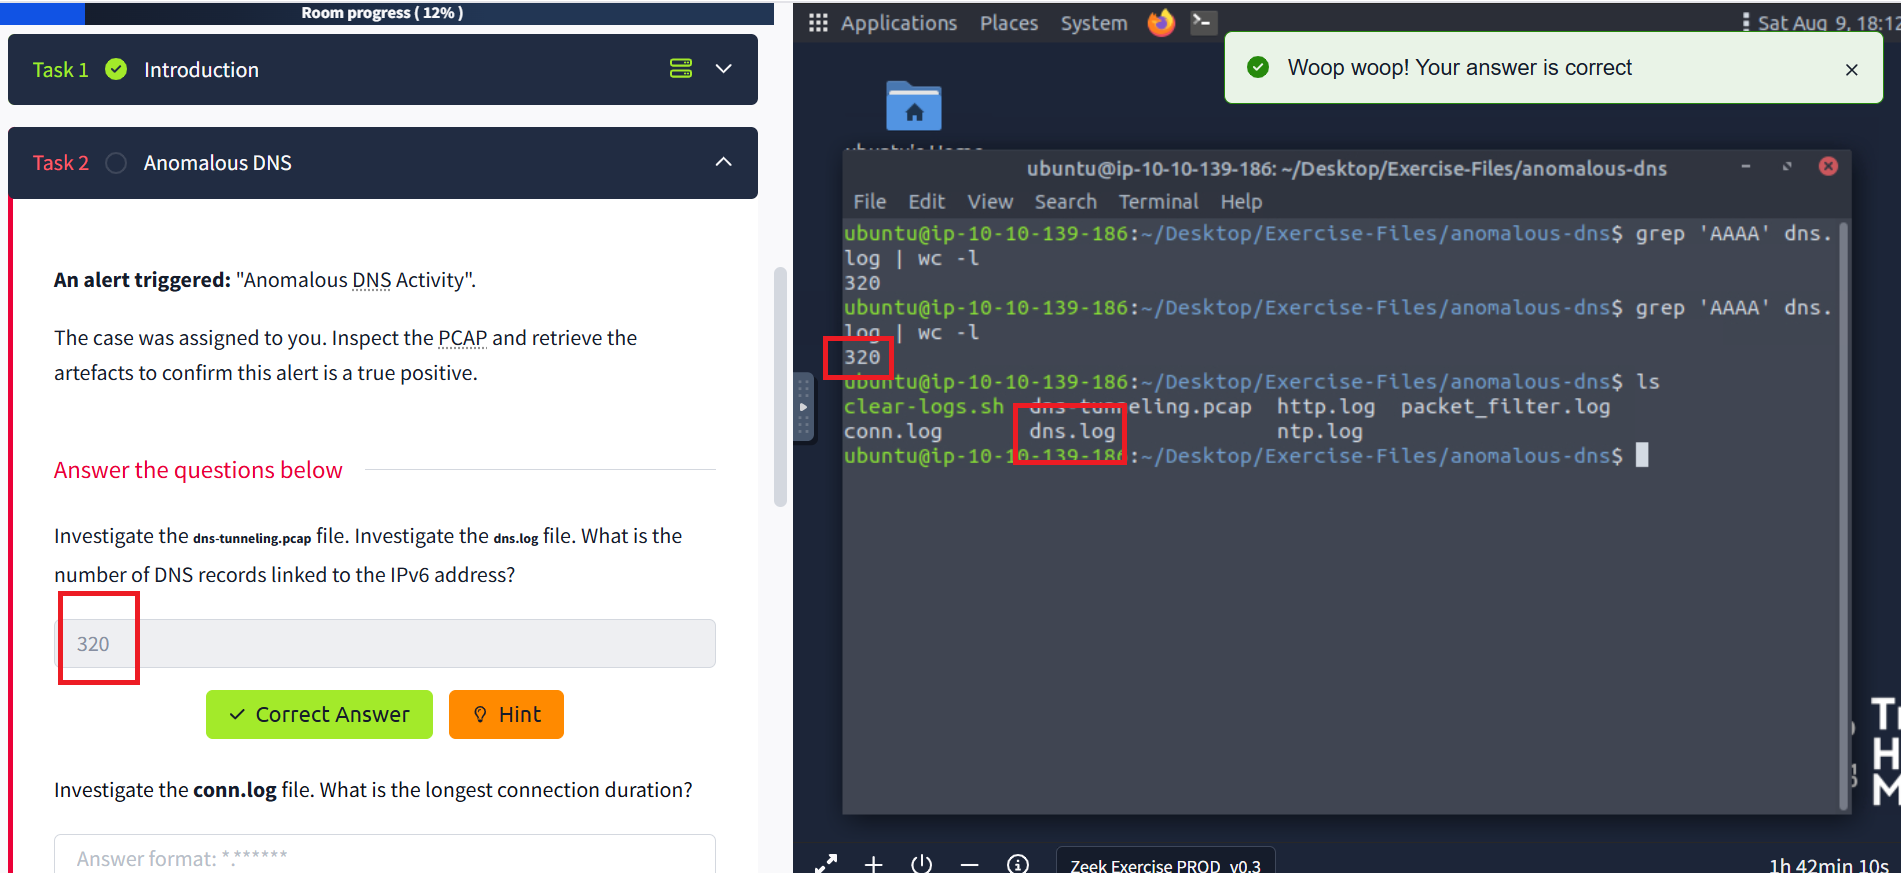 Room progress ( 12% )
Task 1 Introduction
Task 2 Anomalous DNS
An alert triggered: "Anomalous DNS Activity".
The case was assigned to you. Inspect the PCAP and retrieve the
artefacts to confirm this alert is a true positive.
Answer the questions below
Investigate the dns-tunneling.pcap file. Investigate the dns.log file. What is the
number of DNS records linked to the IPv6 address?
320
Correct Answer
Hint
Investigate the conn.log file. What is the longest connection duration?
Answer format: *.******
Applications Places System
Sat Aug 9, 18:12
Woop woop! Your answer is correct
ubuntu@ip-10-10-139-186: ~/Desktop/Exercise-Files/anomalous-dns
File Edit View Search Terminal Help
ubuntu@ip-10-10-139-186:~/Desktop/Exercise-Files/anomalous-dns$ grep 'AAAA' dns.
log | wc -l
320
ubuntu@ip-10-10-139-186:~/Desktop/Exercise-Files/anomalous-dns$ grep 'AAAA' dns.
log | wc -l
320
ubuntu@ip-10-10-139-186:~/Desktop/Exercise-Files/anomalous-dns$ ls
clear-logs.sh dns-tunneling.pcap http.log packet_filter.log
conn.log dns.log ntp.log
ubuntu@ip-10-10-139-186:~/Desktop/Exercise-Files/anomalous-dns$
Zeek Exercise PROD v0.3
1h 42min 10s